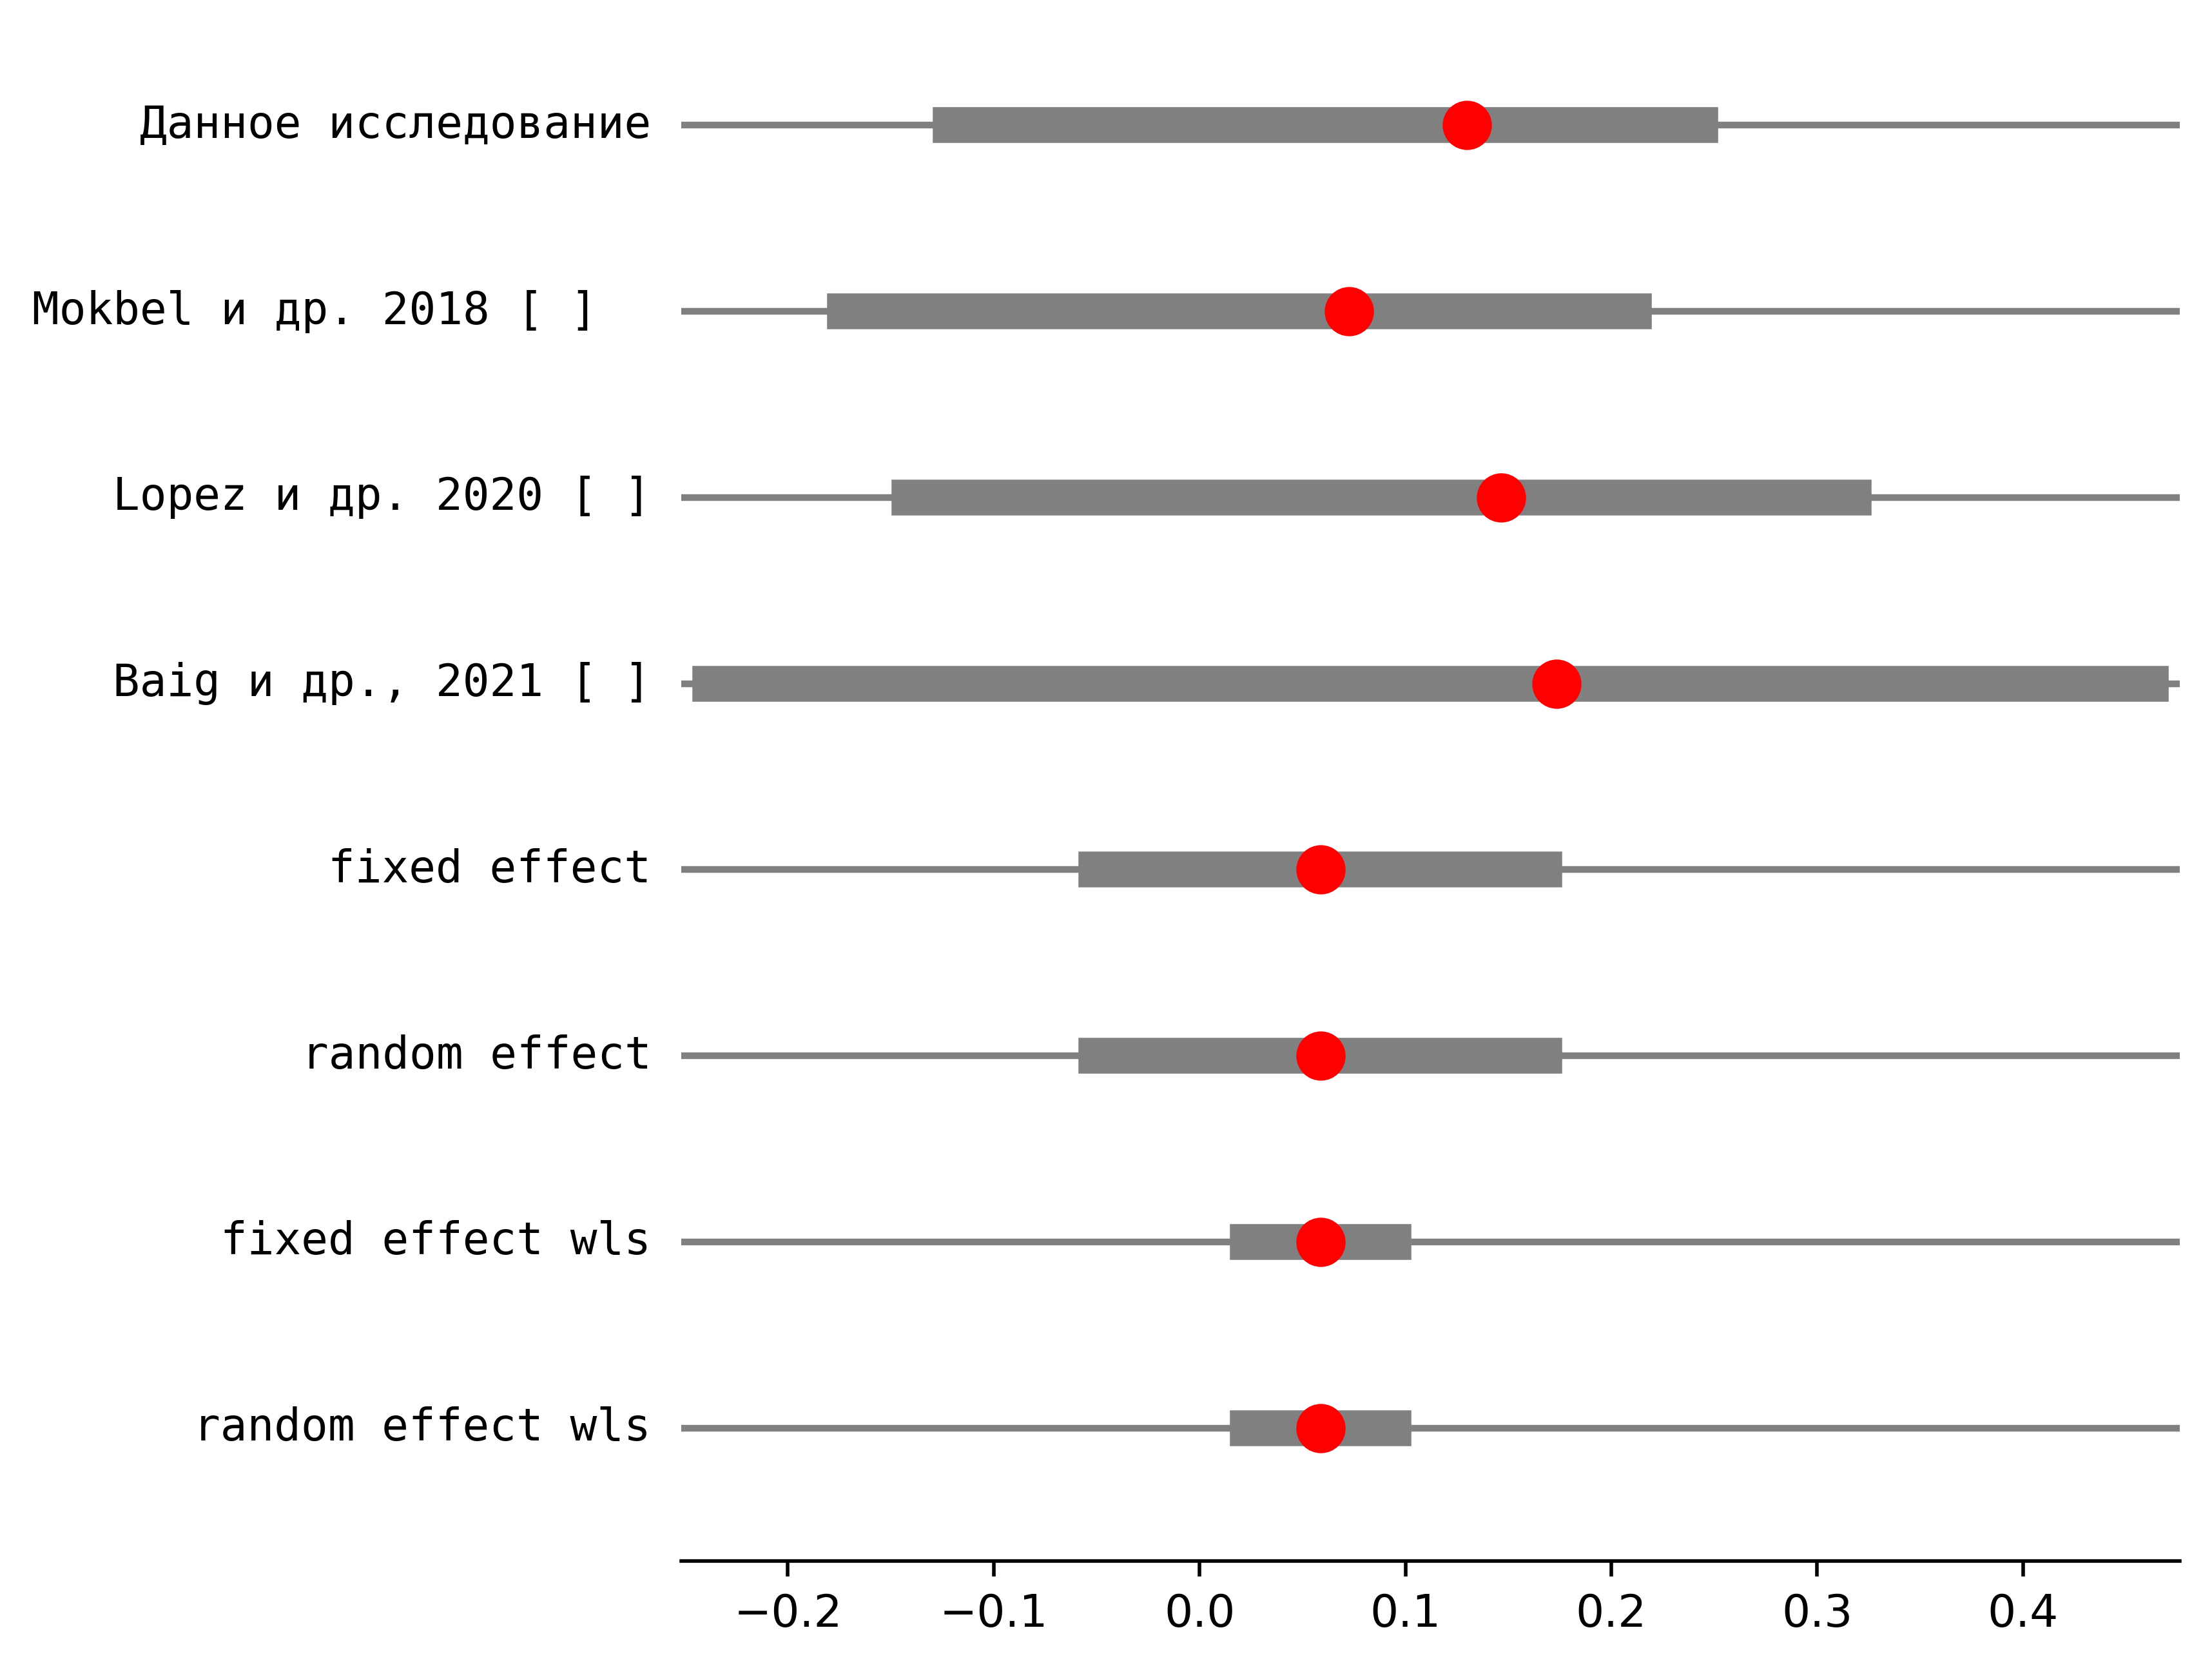 Данное исследование
Mokbel и др. 2018 [ ]
Lopez и др. 2020 [ ]
Baig и др., 2021 [ ]
fixed effect
random effect
fixed effect wls
random effect wls
−0.2 −0.1 0.0 0.1 0.2 0.3 0.4